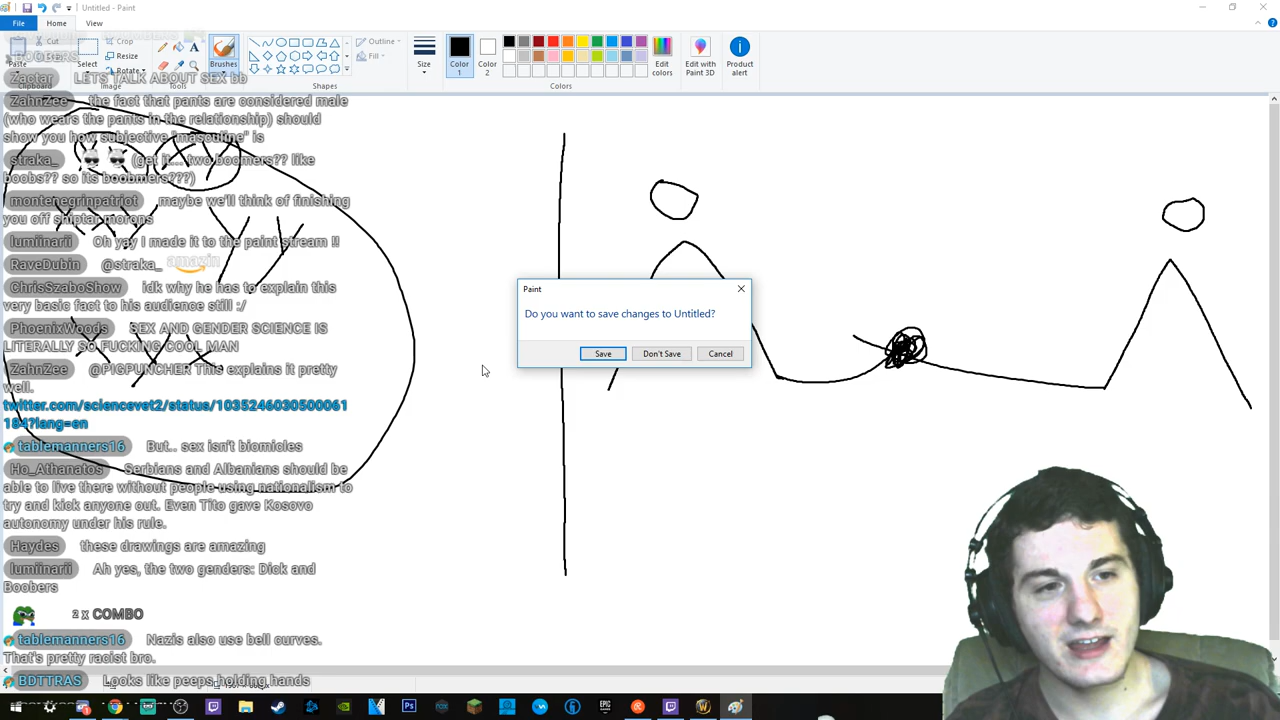 Untitled - Paint
File
Home
View
Cut
Paste
Clipboard
Crop
Resize
Rotate
Select
Image
Tools
Brushes
Shapes
Outline
Fill
Size
Color 1
Color 2
Edit colors
Edit with Paint 3D
Product alert
Colors
BOOBERS
Zaotar LETS TALK ABOUT SEX bb
ZahnZee the fact that pants are considered male
(who wears the pants in the relationship) should
show you how subjective "masculine" is
straka_ (get it... two boomers?? like
boobs?? so its boobmers???)
montenegrinpatriot maybe we'll think of finishing
you off shiptar morons
lumiinarii Oh yay I made it to the paint stream !!
RaveDubin @straka_ amazin
ChrisSzaboShow idk why he has to explain this
very basic fact to his audience still :/
PhoenixWoods SEX AND GENDER SCIENCE IS
LITERALLY SO FUCKING COOL MAN
ZahnZee @PIGPUNCHER This explains it pretty
well.
twitter.com/sciencevet2/status/1035246030500061
184?lang=en
tablemanners16 But.. sex isn't biomicles
Ho_Athanatos Serbians and Albanians should be
able to live there without people using nationalism to
try and kick anyone out. Even Tito gave Kosovo
autonomy under his rule.
Haydes these drawings are amazing
lumiinarii Ah yes, the two genders: Dick and
Boobers
2 x COMBO
tablemanners16 Nazis also use bell curves.
That's pretty racist bro.
BDTTRAS Looks like peeps holding hands
Paint
Do you want to save changes to Untitled?
Save
Don't Save
Cancel